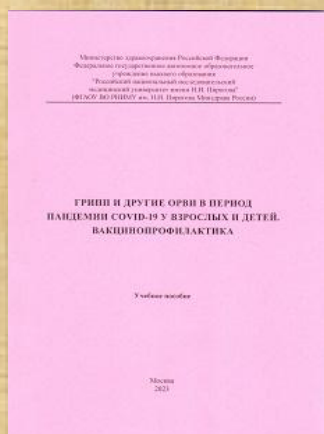 Министерство здравоохранения Российской Федерации
Федеральное государственное автономное образовательное
учреждение высшего образования
"Российский национальный исследовательский
медицинский университет имени Н.И. Пирогова"
(ФГАОУ ВО РНИМУ им. Н.И. Пирогова Минздрава России)
ГРИПП И ДРУГИЕ ОРВИ В ПЕРИОД
ПАНДЕМИИ COVID-19 У ВЗРОСЛЫХ И ДЕТЕЙ.
ВАКЦИНОПРОФИЛАКТИКА
Учебное пособие
Москва
2021